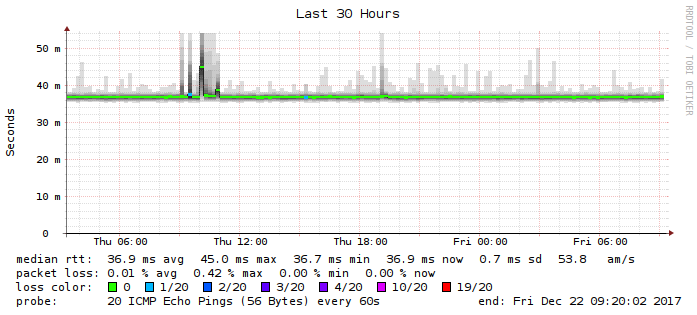 Last 30 Hours
RRDTOOL / TOBI OETIKER
Seconds
50 m
40 m
30 m
20 m
10 m
0
Thu 06:00 Thu 12:00 Thu 18:00 Fri 00:00 Fri 06:00
median rtt: 36.9 ms avg 45.0 ms max 36.7 ms min 36.9 ms now 0.7 ms sd 53.8 am/s
packet loss: 0.01 % avg 0.42 % max 0.00 % min 0.00 % now
loss color: 0 1/20 2/20 3/20 4/20 10/20 19/20
probe: 20 ICMP Echo Pings (56 Bytes) every 60s end: Fri Dec 22 09:20:02 2017